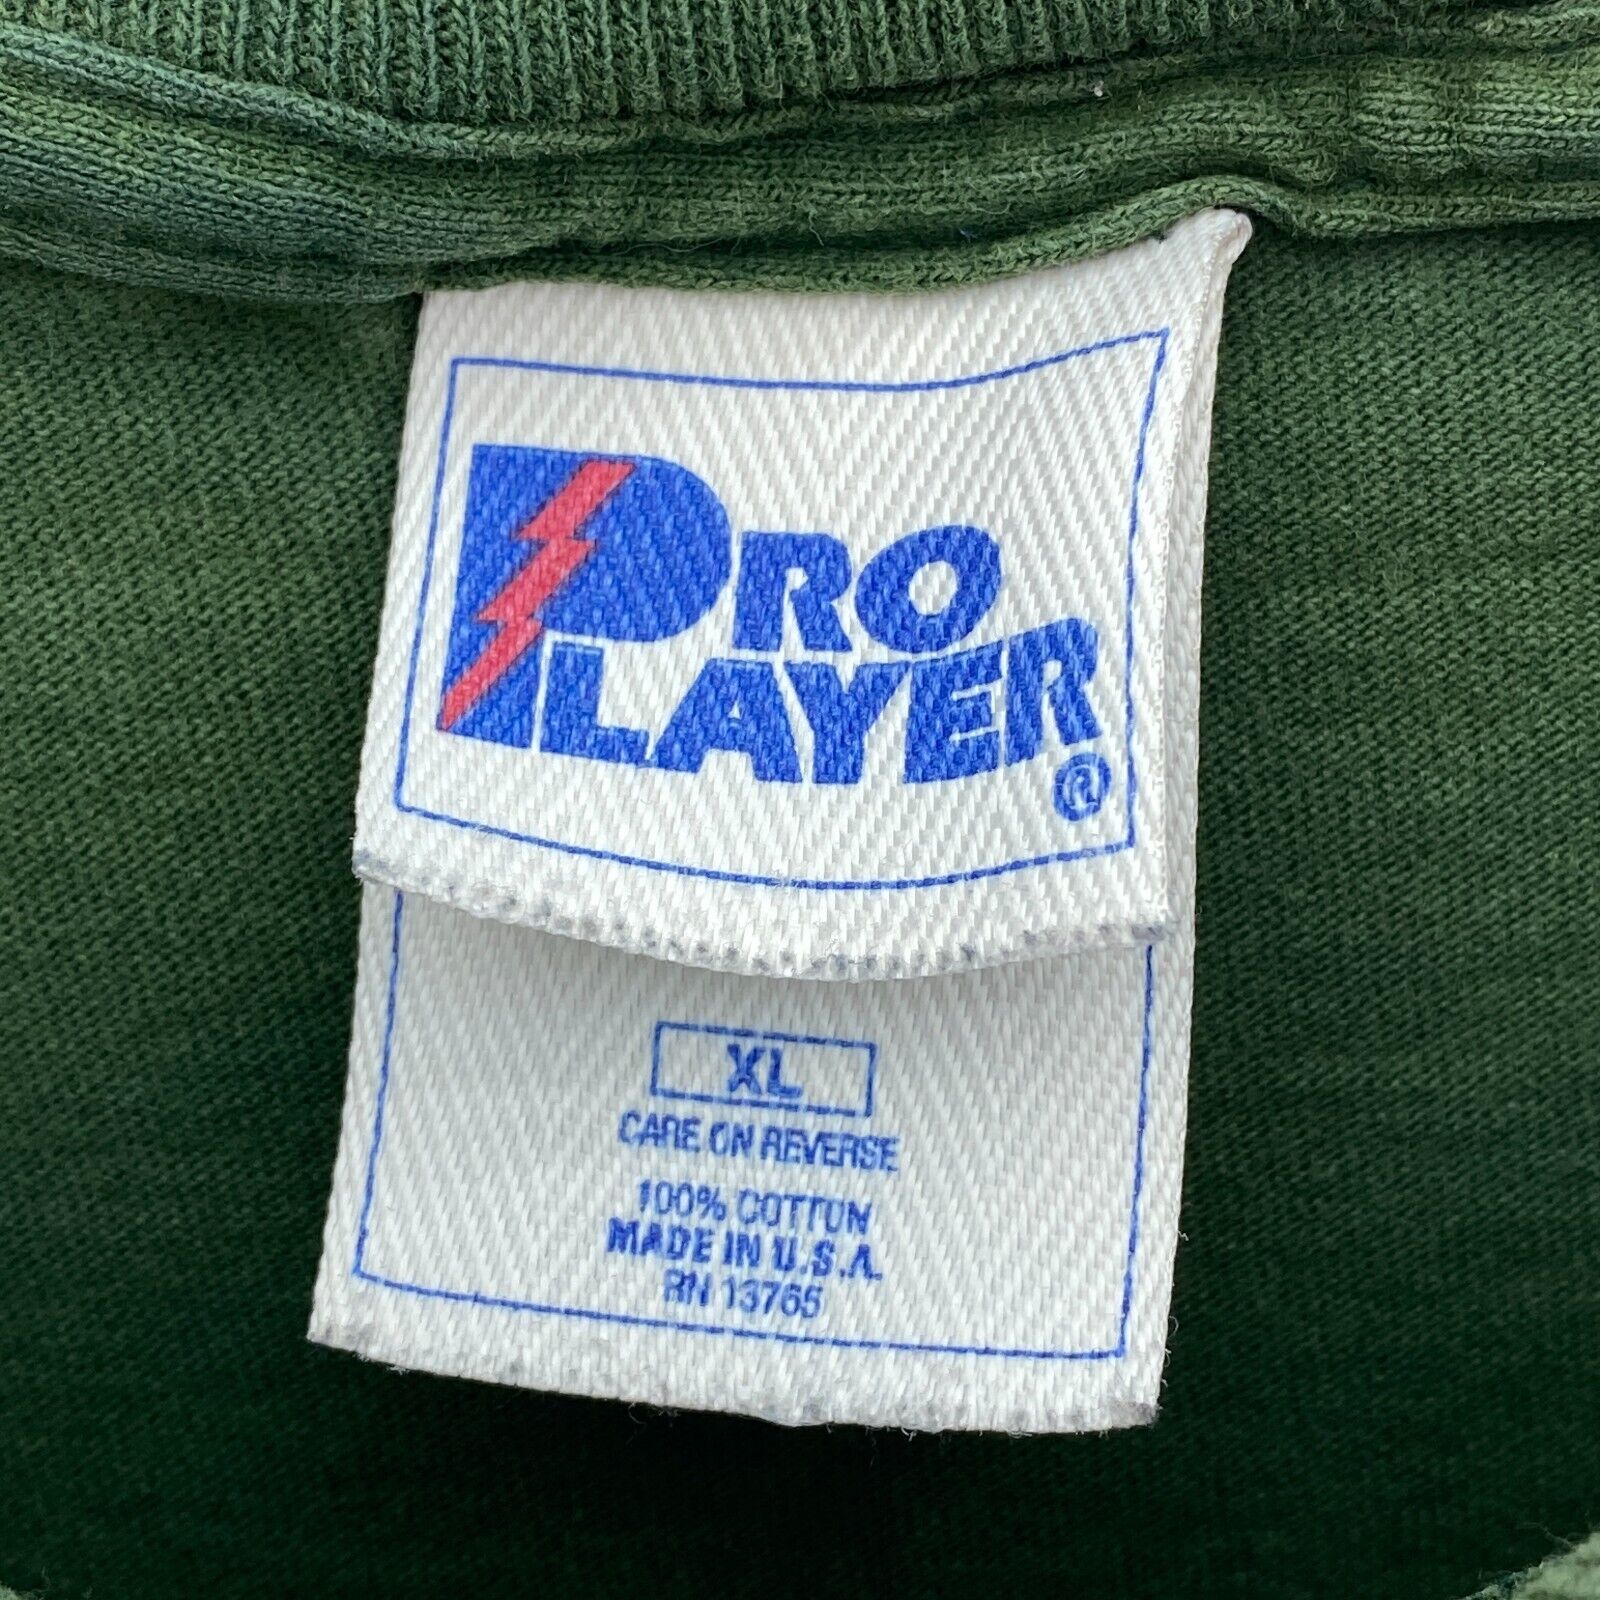 PRO
PLAYER®
XL
CARE ON REVERSE
100% COTTON
MADE IN U.S.A.
RN 13765